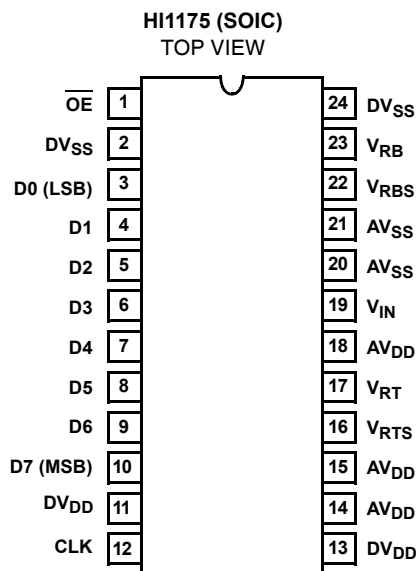 HI1175 (SOIC)
TOP VIEW
OE 1 24 DVSS
DVSS 2 23 VRB
D0 (LSB) 3 22 VRBS
D1 4 21 AVSS
D2 5 20 AVSS
D3 6 19 VIN
D4 7 18 AVDD
D5 8 17 VRT
D6 9 16 VRTS
D7 (MSB) 10 15 AVDD
DVDD 11 14 AVDD
CLK 12 13 DVDD